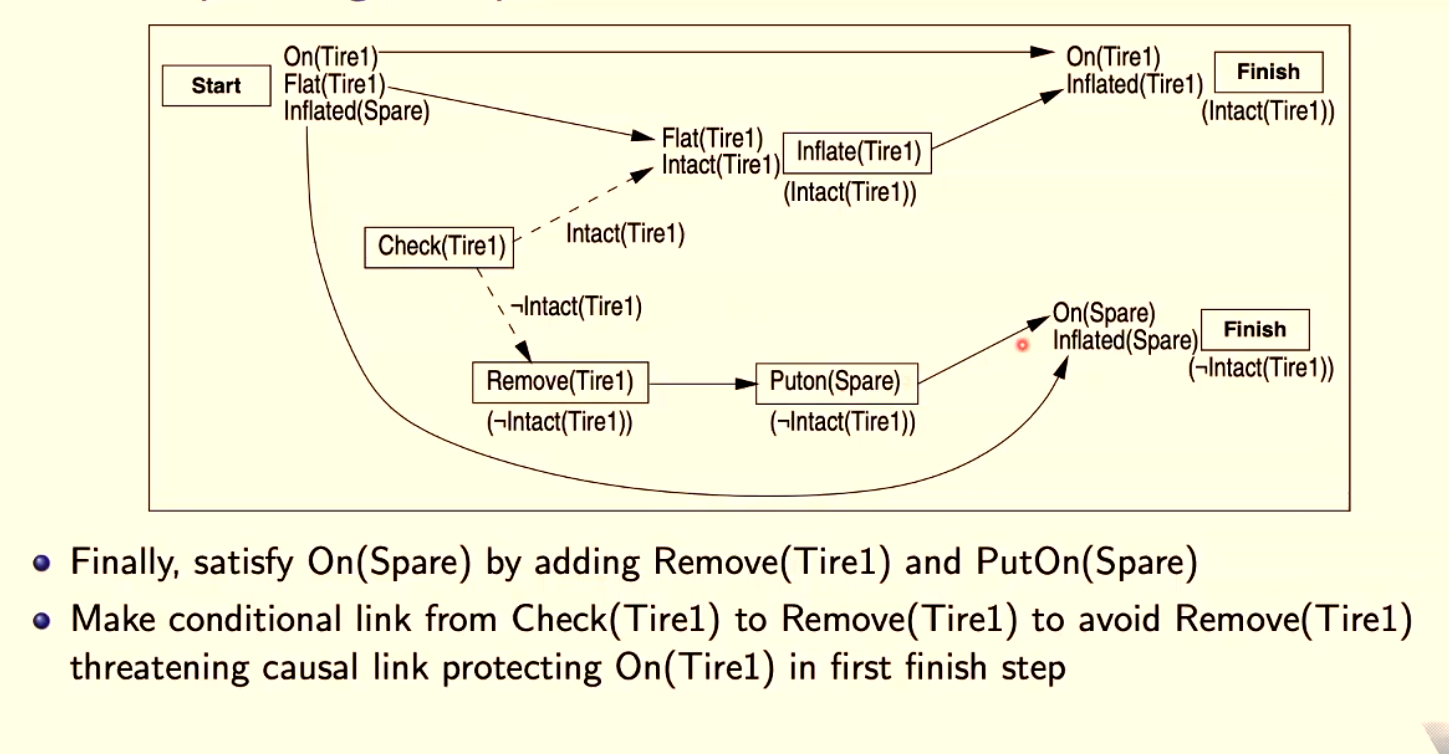 On(Tire1)
Start
Flat(Tire1)
Inflated(Spare)
On(Tire1)
Inflated(Tire1)
Finish
(Intact(Tire1))
Flat(Tire1)
Intact(Tire1)
Inflate(Tire1)
(Intact(Tire1))
Check(Tire1)
Intact(Tire1)
¬Intact(Tire1)
Remove(Tire1)
(¬Intact(Tire1))
Puton(Spare)
(¬Intact(Tire1))
On(Spare)
Inflated(Spare)
Finish
(¬Intact(Tire1))
Finally, satisfy On(Spare) by adding Remove(Tire1) and PutOn(Spare)
Make conditional link from Check(Tire1) to Remove(Tire1) to avoid Remove(Tire1)
threatening causal link protecting On(Tire1) in first finish step